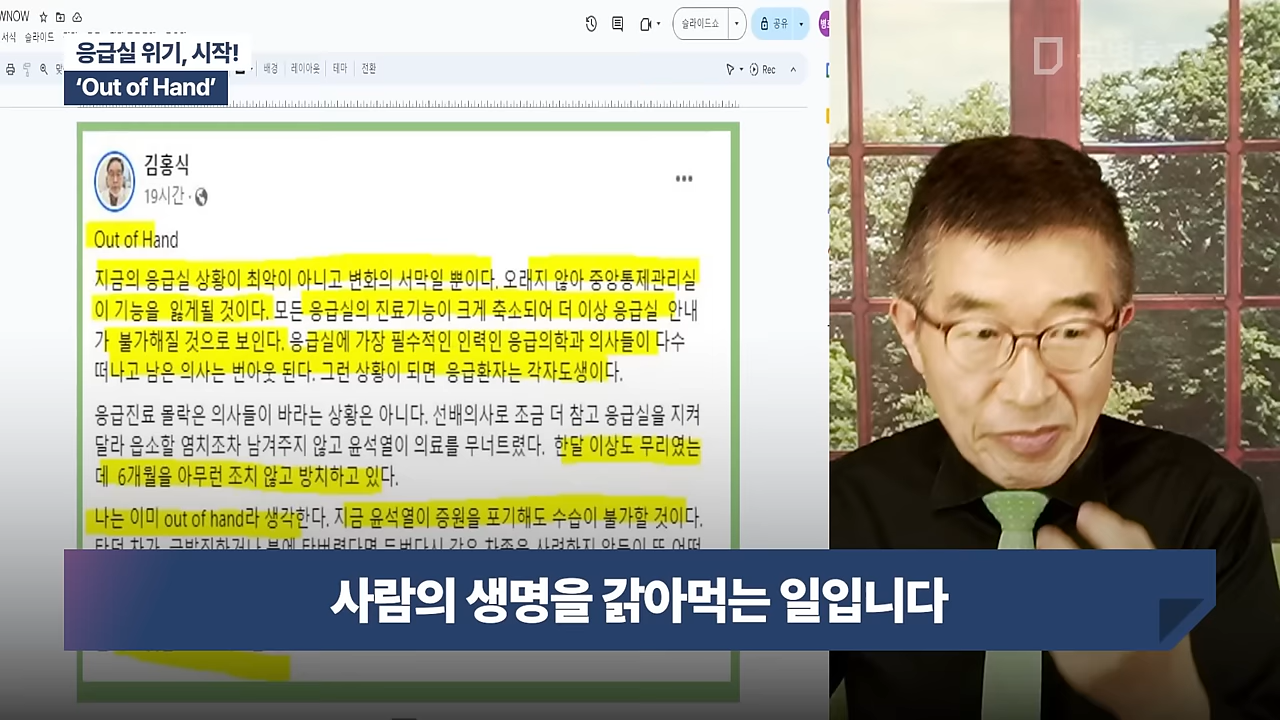 WNOW
서식 슬라이드
배경 레이아웃 테마 전환
슬라이드쇼
공유
Rec
응급실 위기, 시작!
‘Out of Hand’
김홍식
19시간 ·
Out of Hand
지금의 응급실 상황이 최악이 아니고 변화의 서막일 뿐이다. 오래지 않아 중앙통제관리실
이 기능을 잃게될 것이다. 모든 응급실의 진료기능이 크게 축소되어 더 이상 응급실 안내
가 불가해질 것으로 보인다. 응급실에 가장 필수적인 인력인 응급의학과 의사들이 다수
떠나고 남은 의사는 번아웃 된다. 그런 상황이 되면 응급환자는 각자도생이다.
응급진료 몰락은 의사들이 바라는 상황은 아니다. 선배의사로 조금 더 참고 응급실을 지켜
달라 읍소할 염치조차 남겨주지 않고 윤석열이 의료를 무너트렸다. 한달 이상도 무리였는
데 6개월을 아무런 조치 않고 방치하고 있다.
나는 이미 out of hand라 생각한다. 지금 윤석열이 증원을 포기해도 수습이 불가할 것이다.
사람의 생명을 갉아먹는 일입니다